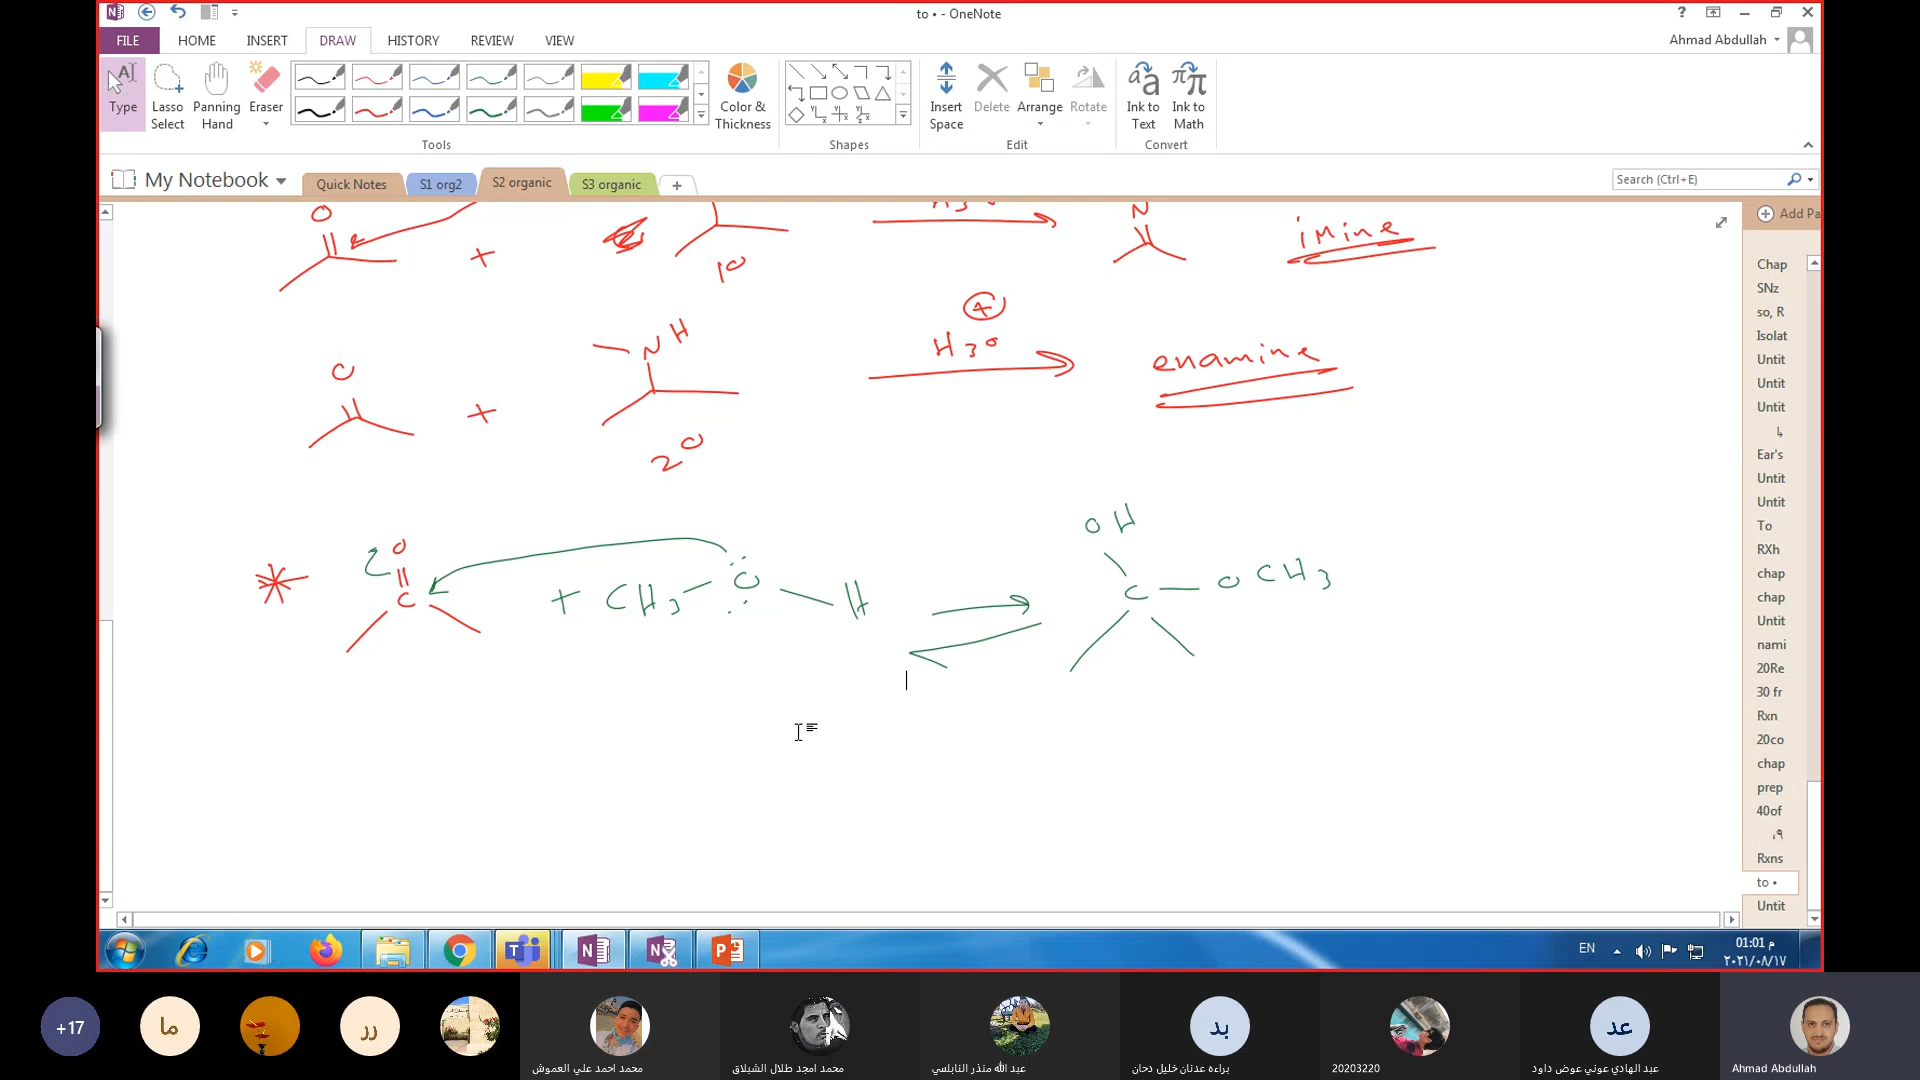 to • - OneNote
FILE HOME INSERT DRAW HISTORY REVIEW VIEW
Ahmad Abdullah
Type
Lasso Select
Panning Hand
Eraser
Color & Thickness
Insert Space
Delete
Arrange
Rotate
Ink to Text
Ink to Math
Tools
Shapes
Edit
Convert
My Notebook
Quick Notes
S1 org2
S2 organic
S3 organic
Search (Ctrl+E)
Add Pa
O + 1º N imine
O + N H 2º H3O + enamine
O C + CH3 O H OH C OCH3
Chap
SNz
so, R
Isolat
Untit
Untit
Untit
Ear's
Untit
Untit
To
RXh
chap
chap
Untit
nami
20Re
30 fr
Rxn
20co
chap
prep
40of
٠٩
Rxns
to •
Untit
EN
01:01 م
٢٠٢١/٠٨/١٧
+17
ما
رر
بد
عد
محمد احمد علي العموش
محمد امجد طلال الشبلاق
عبد الله منذر النابلسي
براءه عدنان خليل دحان
20203220
عبد الهادي عوني عوض داود
Ahmad Abdullah